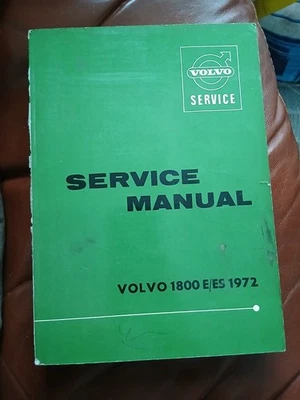 VOLVO
SERVICE
SERVICE
MANUAL
VOLVO 1800 E/ES 1972